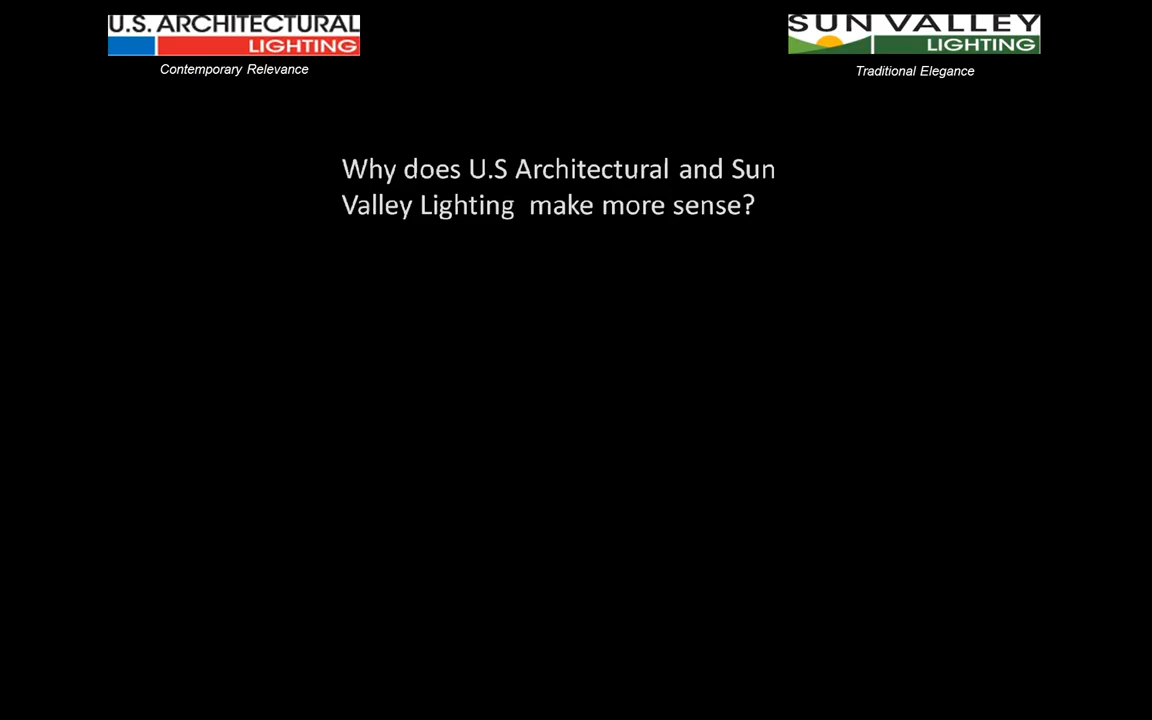 U.S. ARCHITECTURAL
LIGHTING
Contemporary Relevance
SUN VALLEY
LIGHTING
Traditional Elegance
Why does U.S Architectural and Sun
Valley Lighting  make more sense?